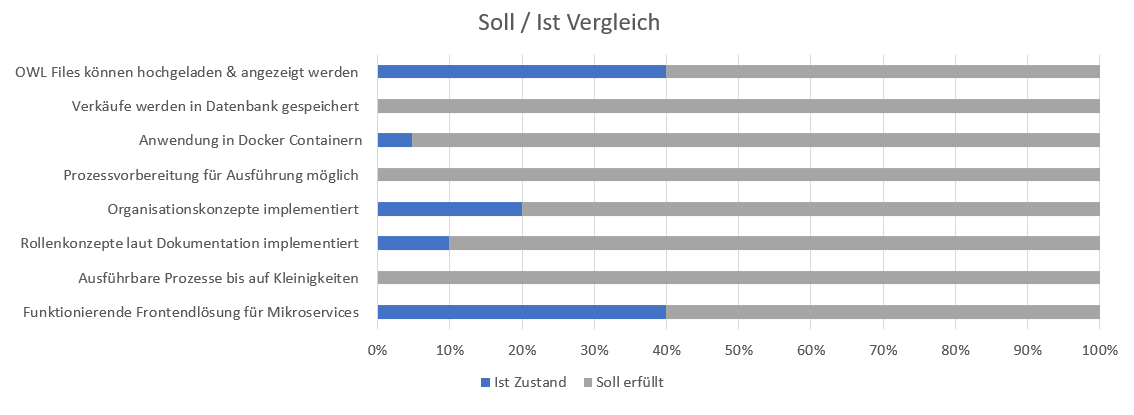 Soll / Ist Vergleich
OWL Files können hochgeladen & angezeigt werden
Verkäufe werden in Datenbank gespeichert
Anwendung in Docker Containern
Prozessvorbereitung für Ausführung möglich
Organisationskonzepte implementiert
Rollenkonzepte laut Dokumentation implementiert
Ausführbare Prozesse bis auf Kleinigkeiten
Funktionierende Frontendlösung für Mikroservices
0% 10% 20% 30% 40% 50% 60% 70% 80% 90% 100%
Ist Zustand Soll erfüllt